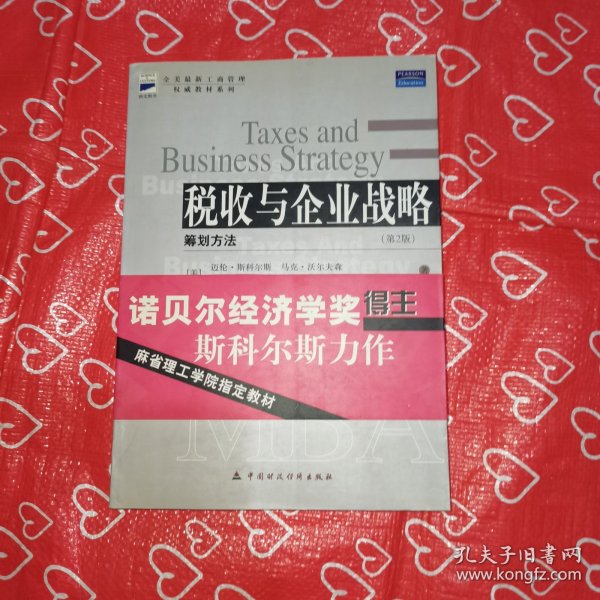 全美最新工商管理
权威教材系列
PEARSON
Education
Taxes and
Business Strategy
税收与企业战略
筹划方法
（第2版）
[美]
迈伦·斯科尔斯 马克·沃尔夫森
著
诺贝尔经济学奖得主
斯科尔斯力作
麻省理工学院指定教材
MBA
中国财政经济出版社
孔夫子旧书网
www.kongfz.com